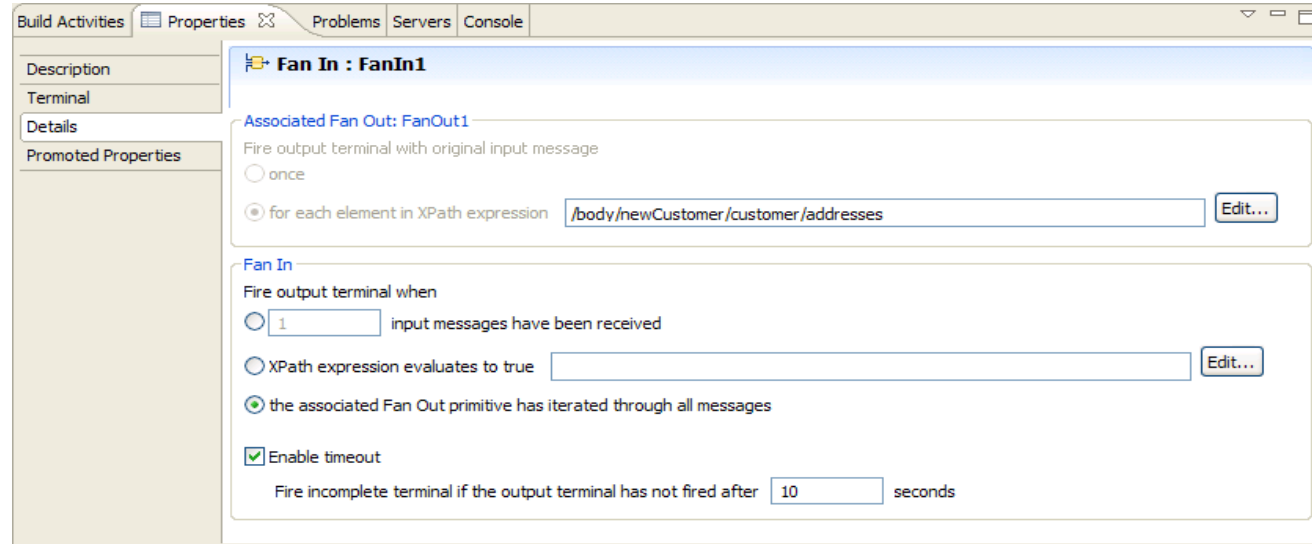 Build Activities Properties Problems Servers Console
Description
Terminal
Details
Promoted Properties
Fan In : FanIn1
Associated Fan Out: FanOut1
Fire output terminal with original input message
once
for each element in XPath expression /body/newCustomer/customer/addresses Edit...
Fan In
Fire output terminal when
1 input messages have been received
XPath expression evaluates to true Edit...
the associated Fan Out primitive has iterated through all messages
Enable timeout
Fire incomplete terminal if the output terminal has not fired after 10 seconds